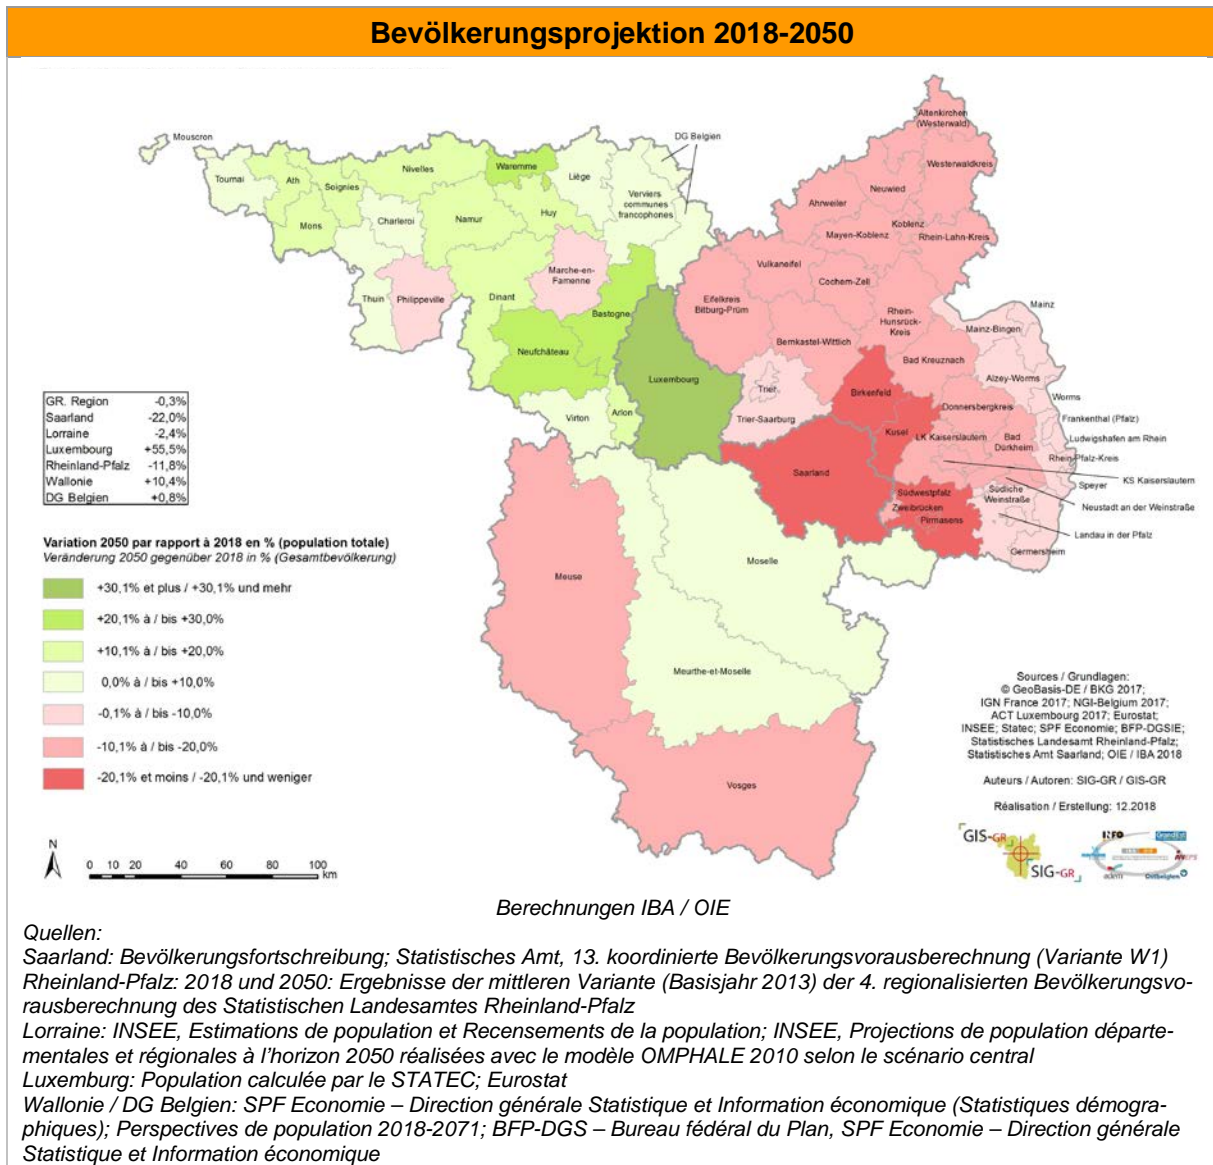 Bevölkerungsprojektion 2018-2050
Mouscron
Tournai
Ath
Soignies
Mons
Nivelles
Charleroi
Namur
Waremme
Huy
Liège
DG Belgien
Verviers
communes
francophones
Thuin
Philippeville
Dinant
Marche-en-
Famenne
Bastogne
Neufchâteau
Virton
Arlon
Luxembourg
Altenkirchen
(Westerwald)
Westerwaldkreis
Neuwied
Ahrweiler
Koblenz
Mayen-Koblenz
Rhein-Lahn-Kreis
Vulkaneifel
Cochem-Zell
Eifelkreis
Bitburg-Prüm
Rhein-
Hunsrück-
Kreis
Bernkastel-Wittlich
Mainz
Mainz-Bingen
Bad Kreuznach
Alzey-Worms
Trier
Trier-Saarburg
Birkenfeld
Worms
Donnersbergkreis
Frankenthal (Pfalz)
Kusel
LK Kaiserslautern
Bad
Dürkheim
Ludwigshafen am Rhein
Rhein-Pfalz-Kreis
KS Kaiserslautern
Saarland
Speyer
Südwestpfalz
Südliche
Weinstraße
Neustadt an der Weinstraße
Zweibrücken
Pirmasens
Landau in der Pfalz
Germersheim
Meuse
Moselle
Meurthe-et-Moselle
Vosges
GR. Region -0,3%
Saarland -22,0%
Lorraine -2,4%
Luxembourg +55,5%
Rheinland-Pfalz -11,8%
Wallonie +10,4%
DG Belgien +0,8%
Variation 2050 par rapport à 2018 en % (population totale)
Veränderung 2050 gegenüber 2018 in % (Gesamtbevölkerung)
+30,1% et plus / +30,1% und mehr
+20,1% à / bis +30,0%
+10,1% à / bis +20,0%
0,0% à / bis +10,0%
-0,1% à / bis -10,0%
-10,1% à / bis -20,0%
-20,1% et moins / -20,1% und weniger
N
0 10 20 40 60 80 100
km
Sources / Grundlagen:
© GeoBasis-DE / BKG 2017;
IGN France 2017; NGI-Belgium 2017;
ACT Luxembourg 2017; Eurostat;
INSEE; Statec; SPF Economie; BFP-DGSIE;
Statistisches Landesamt Rheinland-Pfalz;
Statistisches Amt Saarland; OIE / IBA 2018
Auteurs / Autoren: SIG-GR / GIS-GR
Réalisation / Erstellung: 12.2018
GIS-GR
SIG-GR
Berechnungen IBA / OIE
Quellen:
Saarland: Bevölkerungsfortschreibung; Statistisches Amt, 13. koordinierte Bevölkerungsvorausberechnung (Variante W1)
Rheinland-Pfalz: 2018 und 2050: Ergebnisse der mittleren Variante (Basisjahr 2013) der 4. regionalisierten Bevölkerungsvo-
rausberechnung des Statistischen Landesamtes Rheinland-Pfalz
Lorraine: INSEE, Estimations de population et Recensements de la population; INSEE, Projections de population départe-
mentales et régionales à l'horizon 2050 réalisées avec le modèle OMPHALE 2010 selon le scénario central
Luxemburg: Population calculée par le STATEC; Eurostat
Wallonie / DG Belgien: SPF Economie – Direction générale Statistique et Information économique (Statistiques démogra-
phiques); Perspectives de population 2018-2071; BFP-DGS – Bureau fédéral du Plan, SPF Economie – Direction générale
Statistique et Information économique